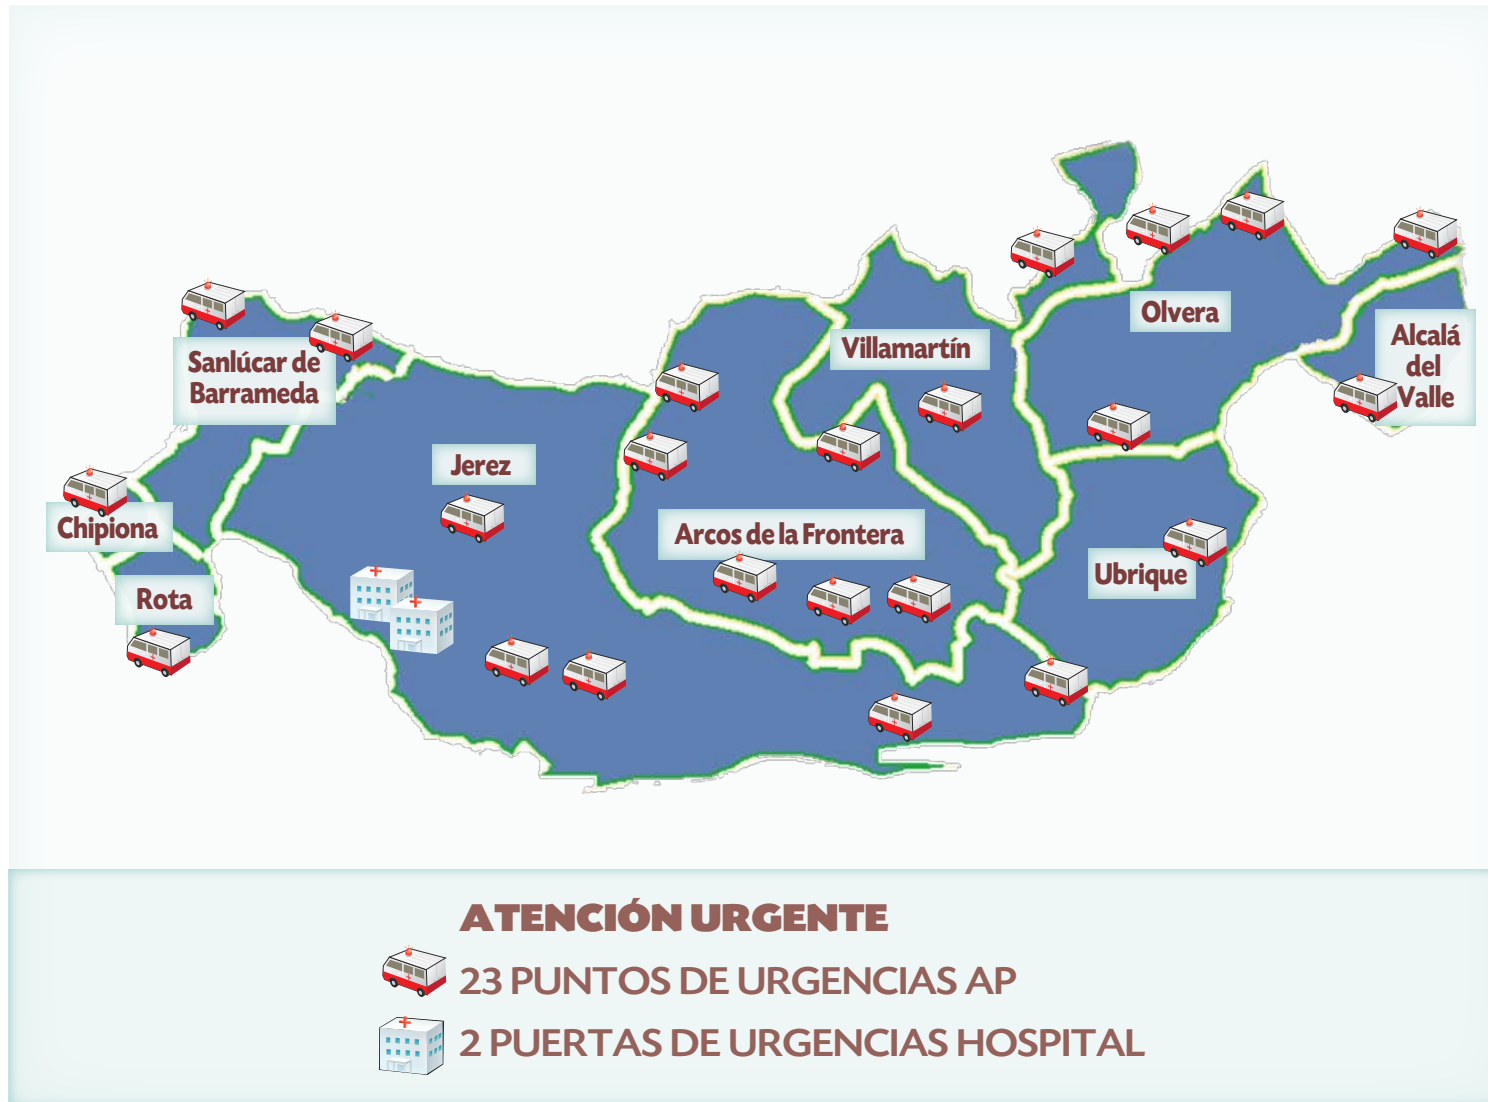 Olvera
Alcalá
del
Valle
Villamartín
Sanlúcar de
Barrameda
Jerez
Chipiona
Arcos de la Frontera
Ubrique
Rota
ATENCIÓN URGENTE
23 PUNTOS DE URGENCIAS AP
2 PUERTAS DE URGENCIAS HOSPITAL